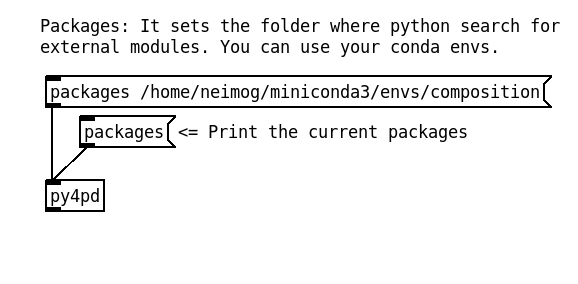 Packages: It sets the folder where python search for
external modules. You can use your conda envs.
packages /home/neimog/miniconda3/envs/composition
packages <= Print the current packages
py4pd